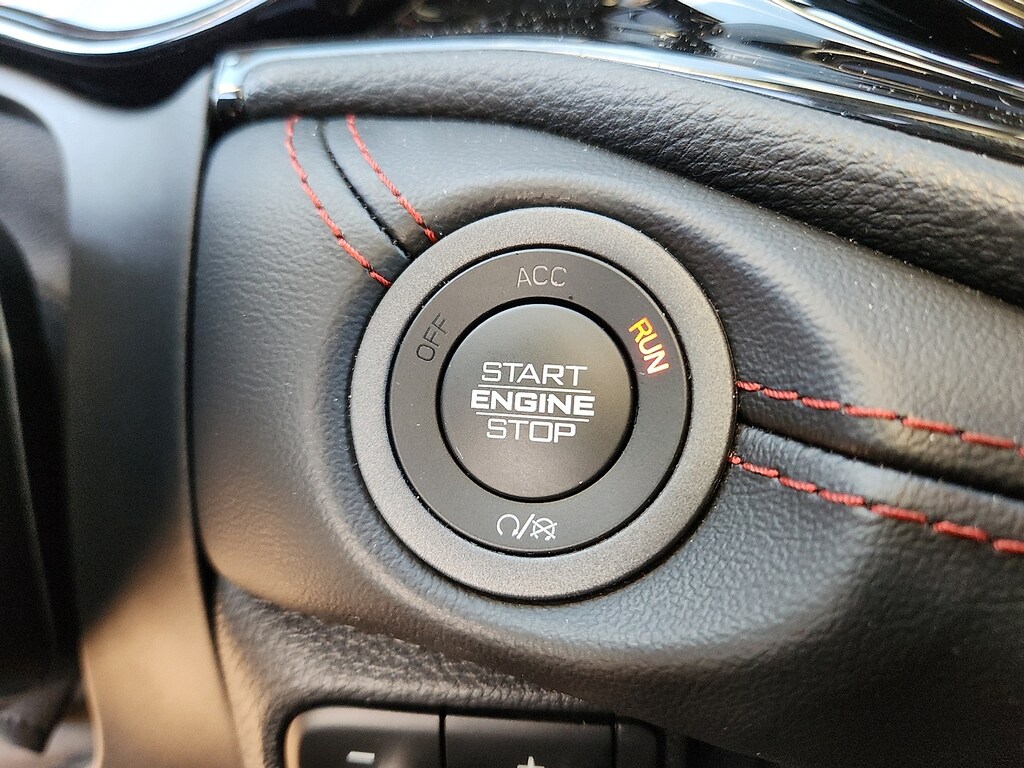 ACC
OFF
RUN
START
ENGINE
STOP
-
+